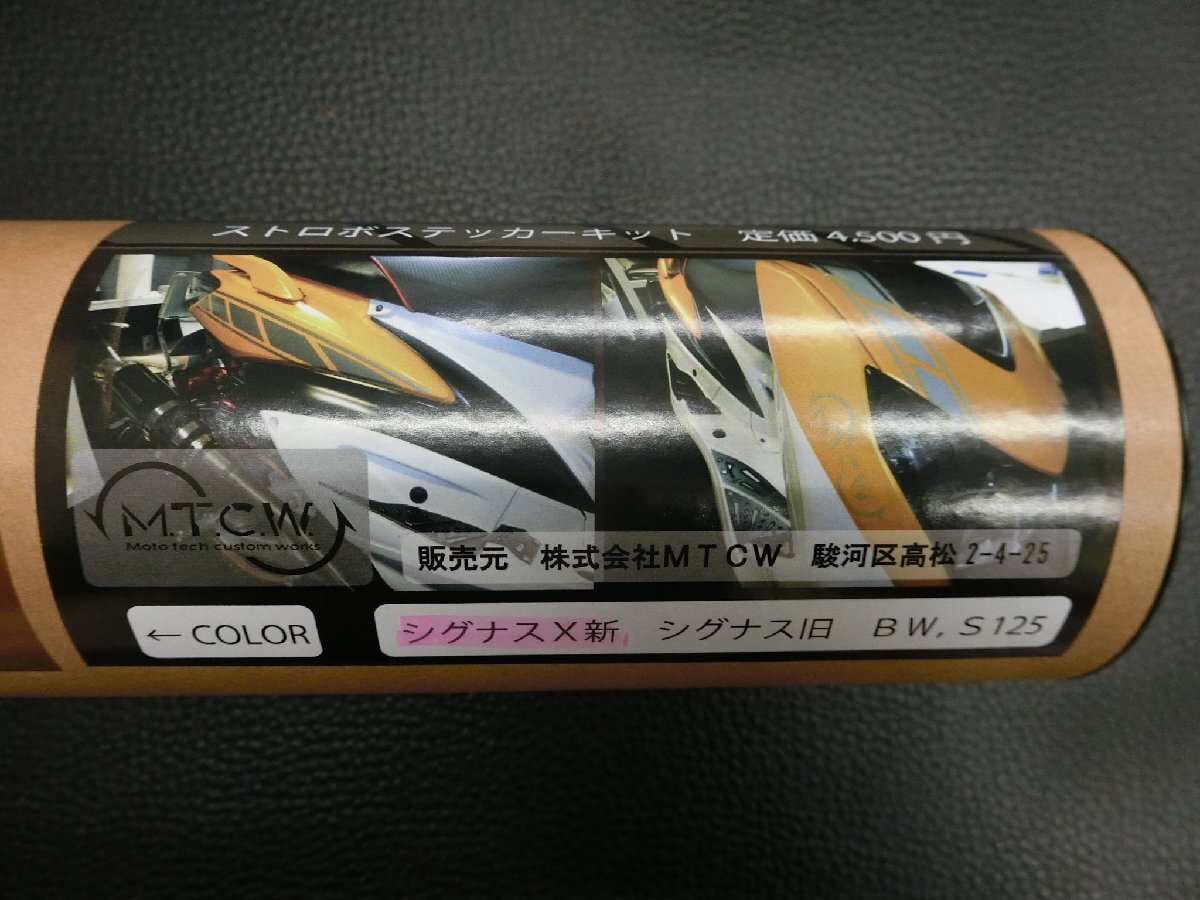 ストロボステッカーキット 定価 4,500 円
M.T.C.W.
Moto tech custom works
販売元 株式会社MTCW 駿河区高松 2-4-25
← COLOR
シグナスX新, シグナス旧 BW, S125